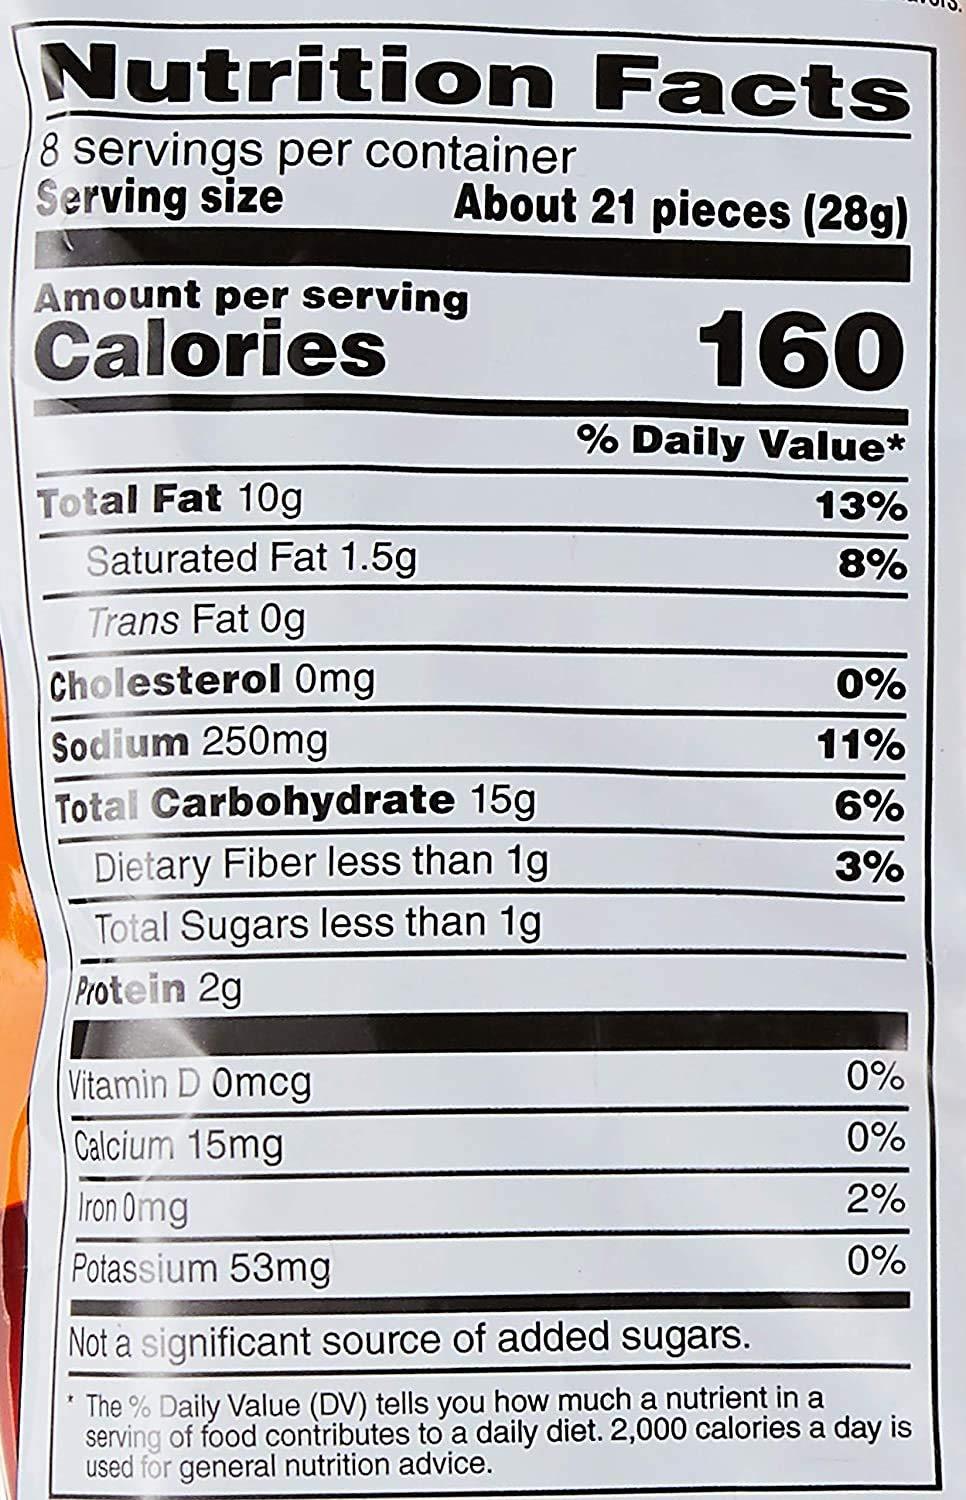 Nutrition Facts
8 servings per container
Serving size About 21 pieces (28g)
Amount per serving
Calories 160
% Daily Value*
Total Fat 10g 13%
Saturated Fat 1.5g 8%
Trans Fat 0g
Cholesterol 0mg 0%
Sodium 250mg 11%
Total Carbohydrate 15g 6%
Dietary Fiber less than 1g 3%
Total Sugars less than 1g
Protein 2g
Vitamin D 0mcg 0%
Calcium 15mg 0%
Iron 0mg 2%
Potassium 53mg 0%
Not a significant source of added sugars.
* The % Daily Value (DV) tells you how much a nutrient in a
serving of food contributes to a daily diet. 2,000 calories a day is
used for general nutrition advice.